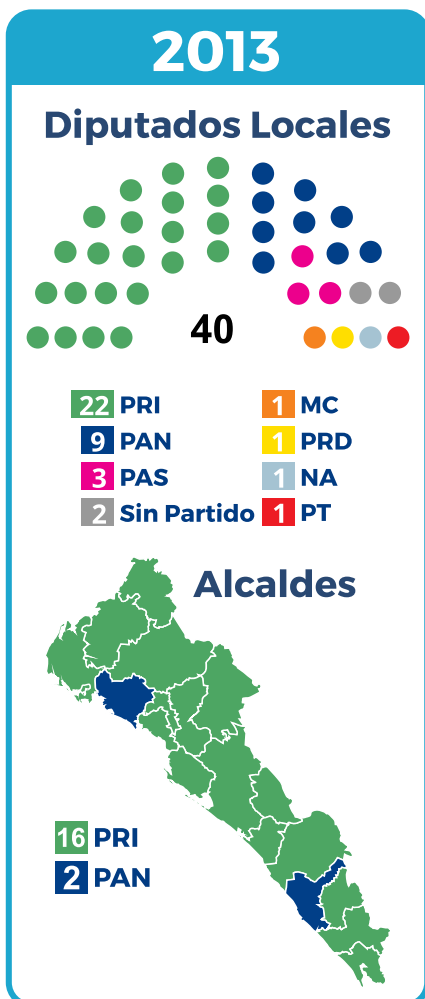 2013
Diputados Locales
40
22 PRI
9 PAN
3 PAS
2 Sin Partido
1 MC
1 PRD
1 NA
1 PT
Alcaldes
16 PRI
2 PAN